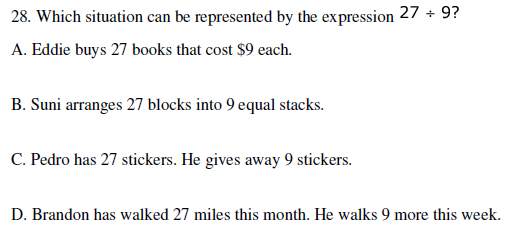 28. Which situation can be represented by the expression 27 ÷ 9?
A. Eddie buys 27 books that cost $9 each.
B. Suni arranges 27 blocks into 9 equal stacks.
C. Pedro has 27 stickers. He gives away 9 stickers.
D. Brandon has walked 27 miles this month. He walks 9 more this week.